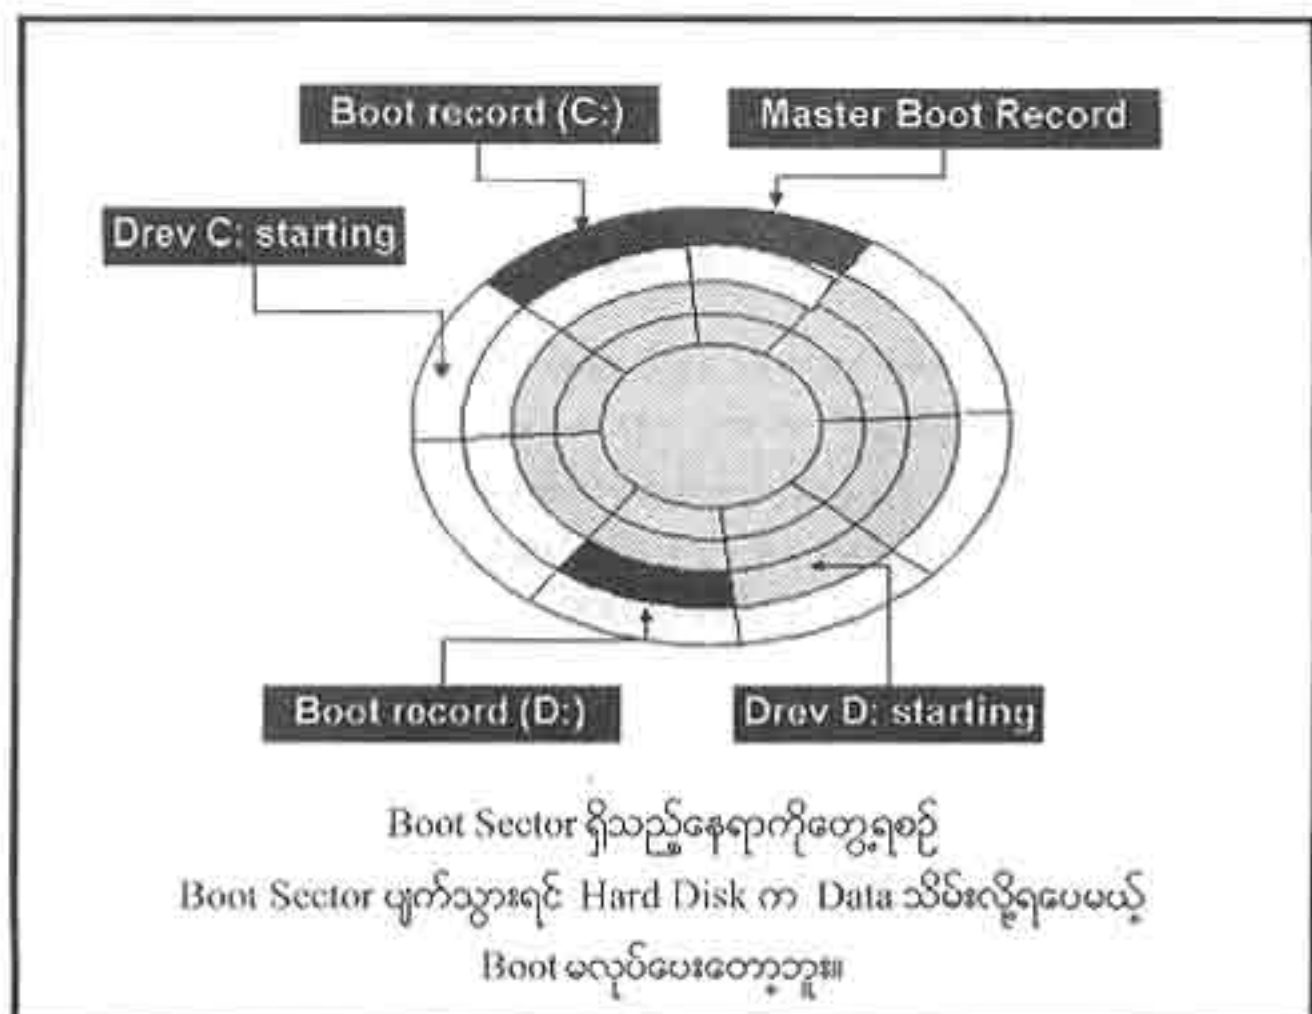 Boot record (C:)
Master Boot Record
Drev C: starting
Boot record (D:)
Drev D: starting
Boot Sector ရှိသည့်နေရာကိုတွေ့ရစဉ်
Boot Sector ပျက်သွားရင် Hard Disk က Data သိမ်းလို့ရပေမယ့်
Boot မလုပ်ပေးတော့ဘူး။